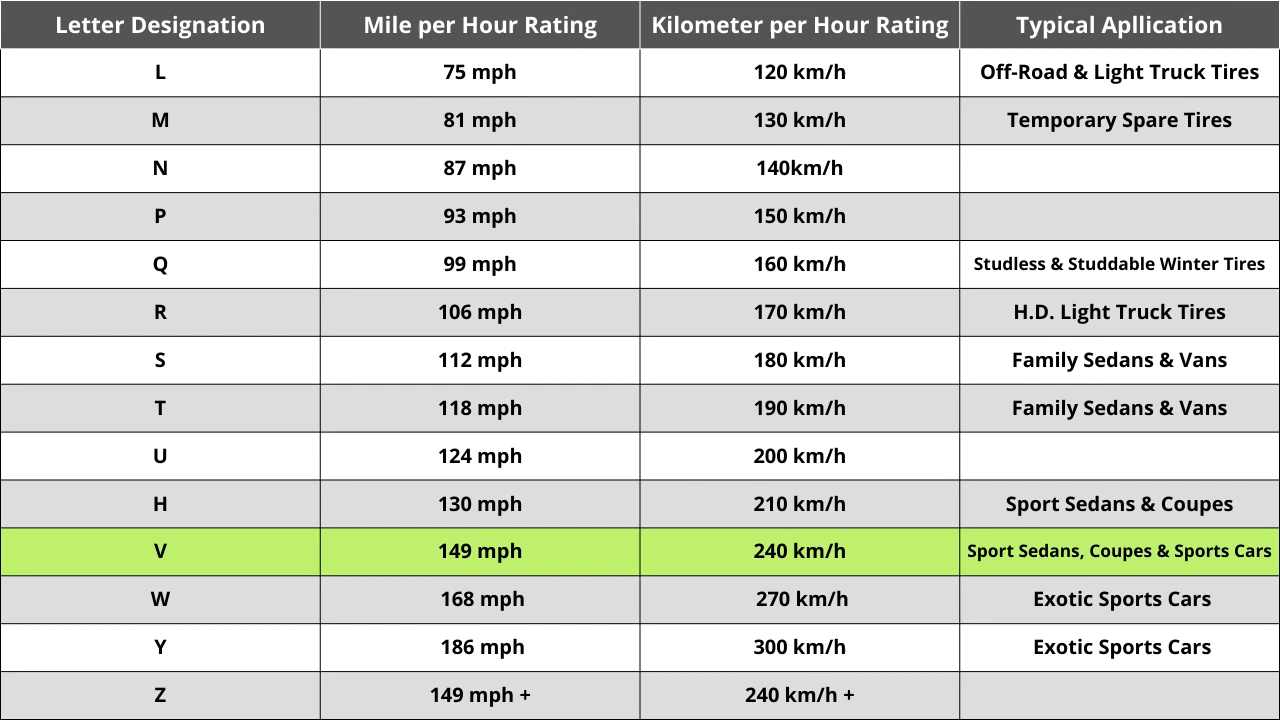 Letter Designation Mile per Hour Rating Kilometer per Hour Rating Typical Apllication
L 75 mph 120 km/h Off-Road & Light Truck Tires
M 81 mph 130 km/h Temporary Spare Tires
N 87 mph 140km/h
P 93 mph 150 km/h
Q 99 mph 160 km/h Studless & Studdable Winter Tires
R 106 mph 170 km/h H.D. Light Truck Tires
S 112 mph 180 km/h Family Sedans & Vans
T 118 mph 190 km/h Family Sedans & Vans
U 124 mph 200 km/h
H 130 mph 210 km/h Sport Sedans & Coupes
V 149 mph 240 km/h Sport Sedans, Coupes & Sports Cars
W 168 mph 270 km/h Exotic Sports Cars
Y 186 mph 300 km/h Exotic Sports Cars
Z 149 mph + 240 km/h +